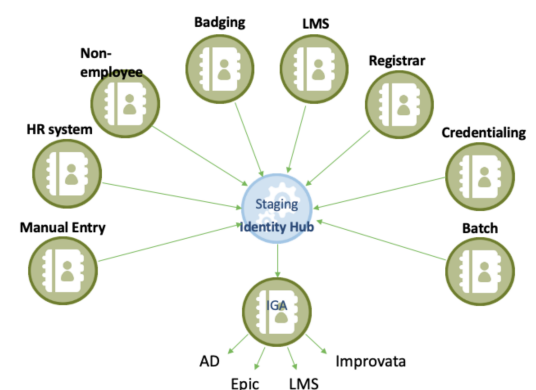 Badging
LMS
Non-
employee
Registrar
HR system
Credentialing
Manual Entry
Staging
Identity Hub
Batch
IGA
AD
Improvata
Epic
LMS